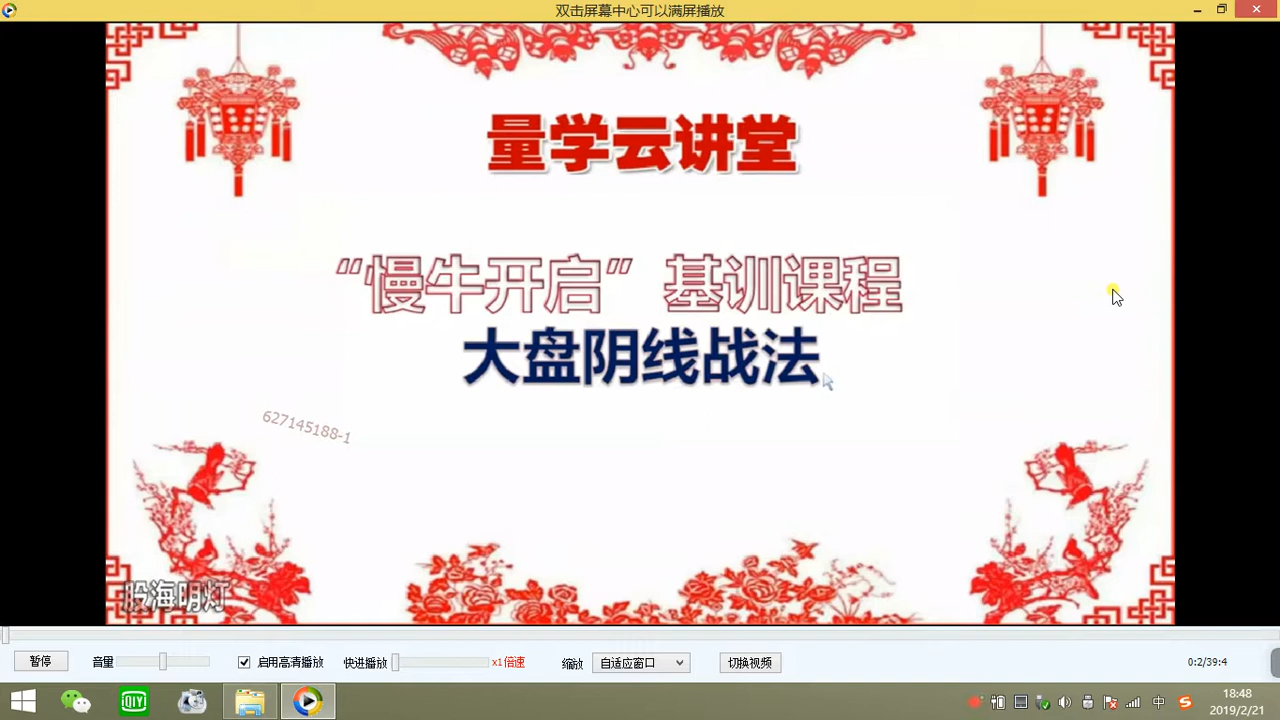 双击屏幕中心可以满屏播放
量学云讲堂
“慢牛开启”基训课程
大盘阴线战法
627145188-1
股海明灯
暂停
音量
启用高清播放
快进播放
x1倍速
缩放
自适应窗口
切换视频
0:2/39:4
QIYI
中
18:48
2019/2/21